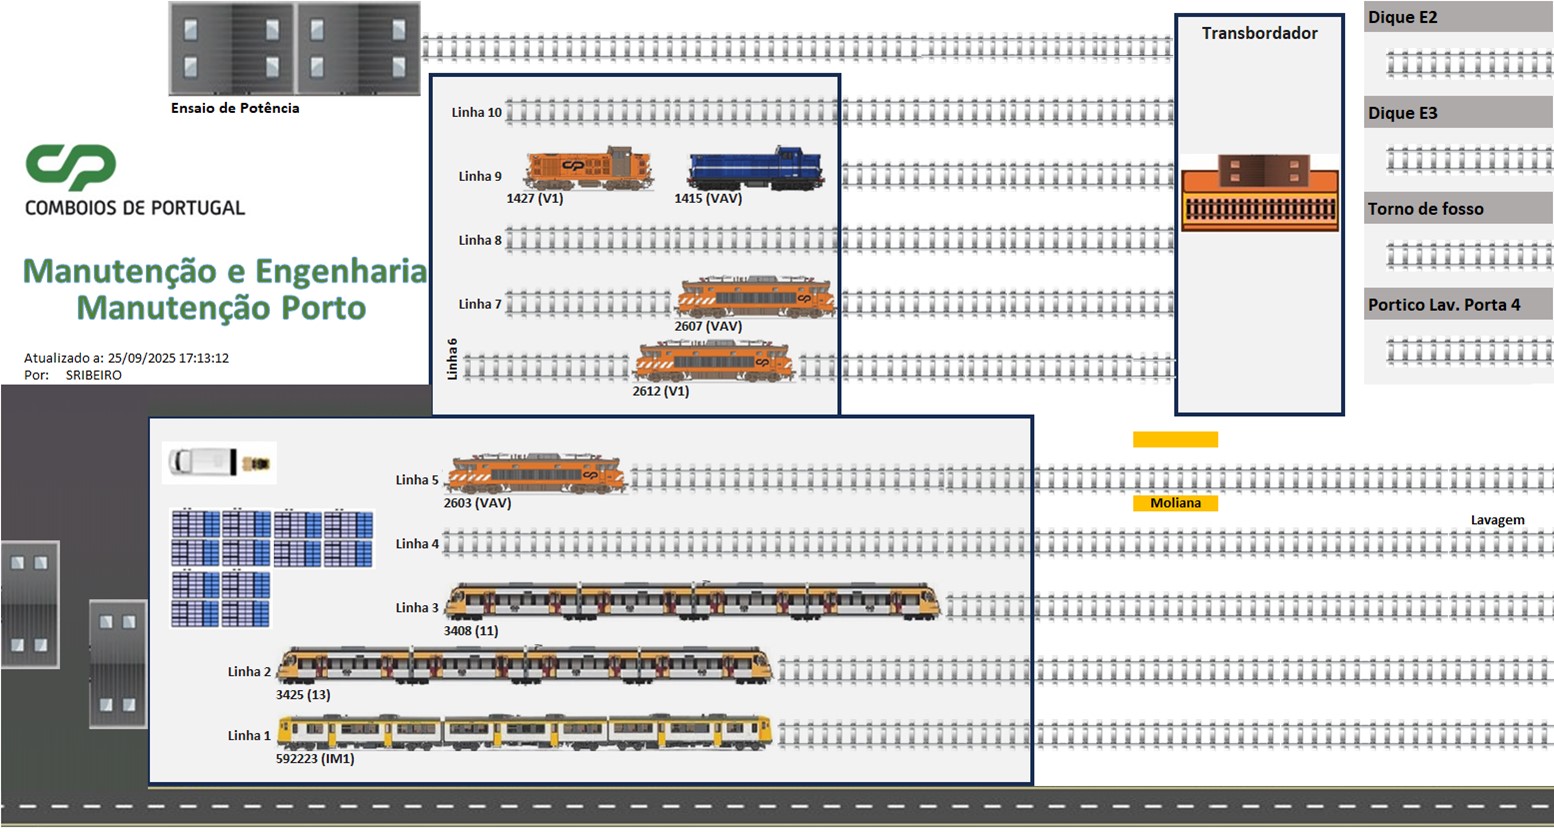 Ensaio de Potência
CP
COMBOIOS DE PORTUGAL
Manutenção e Engenharia
Manutenção Porto
Atualizado a: 25/09/2025 17:13:12
Por: SRIBEIRO
Linha 10
Linha 9
1427 (V1)
1415 (VAV)
Linha 8
Linha 7
2607 (VAV)
Linha 6
2612 (V1)
Transbordador
Dique E2
Dique E3
Torno de fosso
Portico Lav. Porta 4
Linha 5
2603 (VAV)
Moliana
Lavagem
Linha 4
Linha 3
3408 (11)
Linha 2
3425 (13)
Linha 1
592223 (IM1)